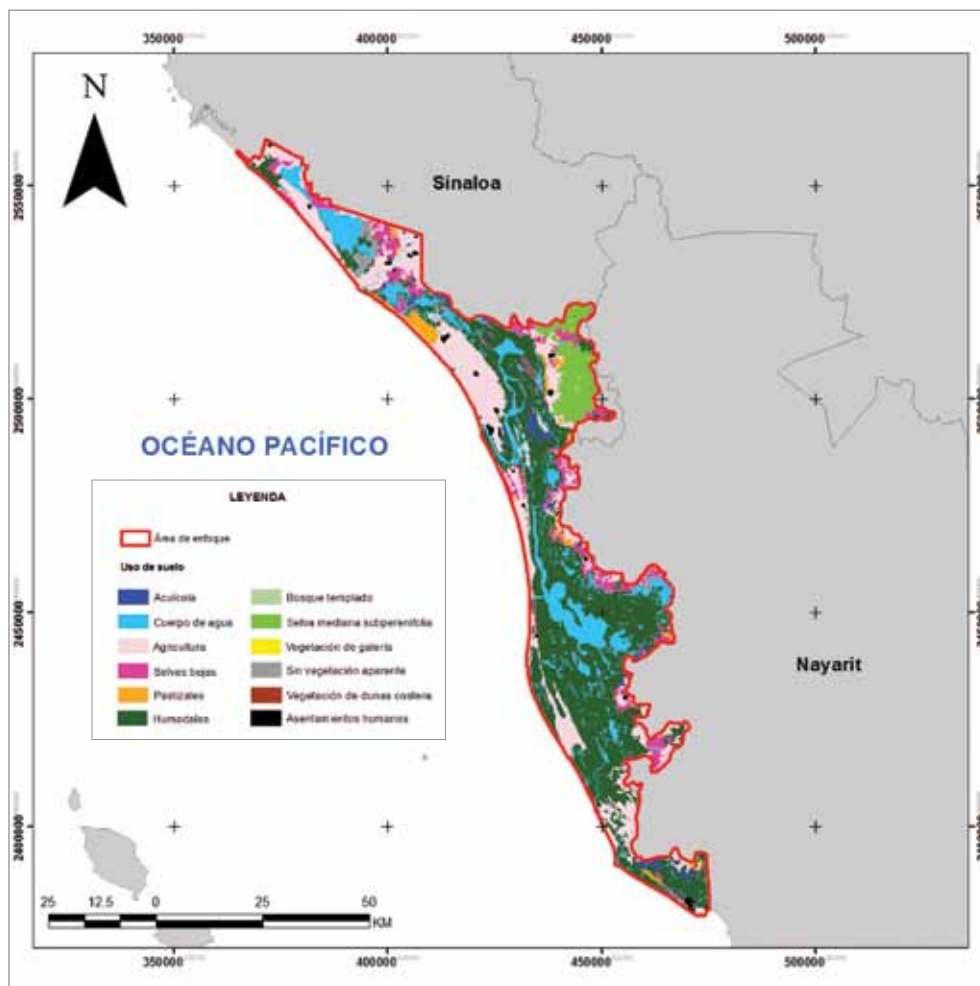 350000 400000 450000 500000
N
Sinaloa
2550000
2500000
OCÉANO PACÍFICO
LEYENDA
Área de enfoque
Uso de suelo
Acuícola
Bosque templado
Cuerpo de agua
Selva mediana subperenifolia
Agricultura
Vegetación de galería
Selvas bajas
Sin vegetación aparente
Pastizales
Vegetación de dunas costera
Humedales
Asentamientos humanos
2450000
Nayarit
2400000
25 12.5 0 25 50
KM
350000 400000 450000 500000